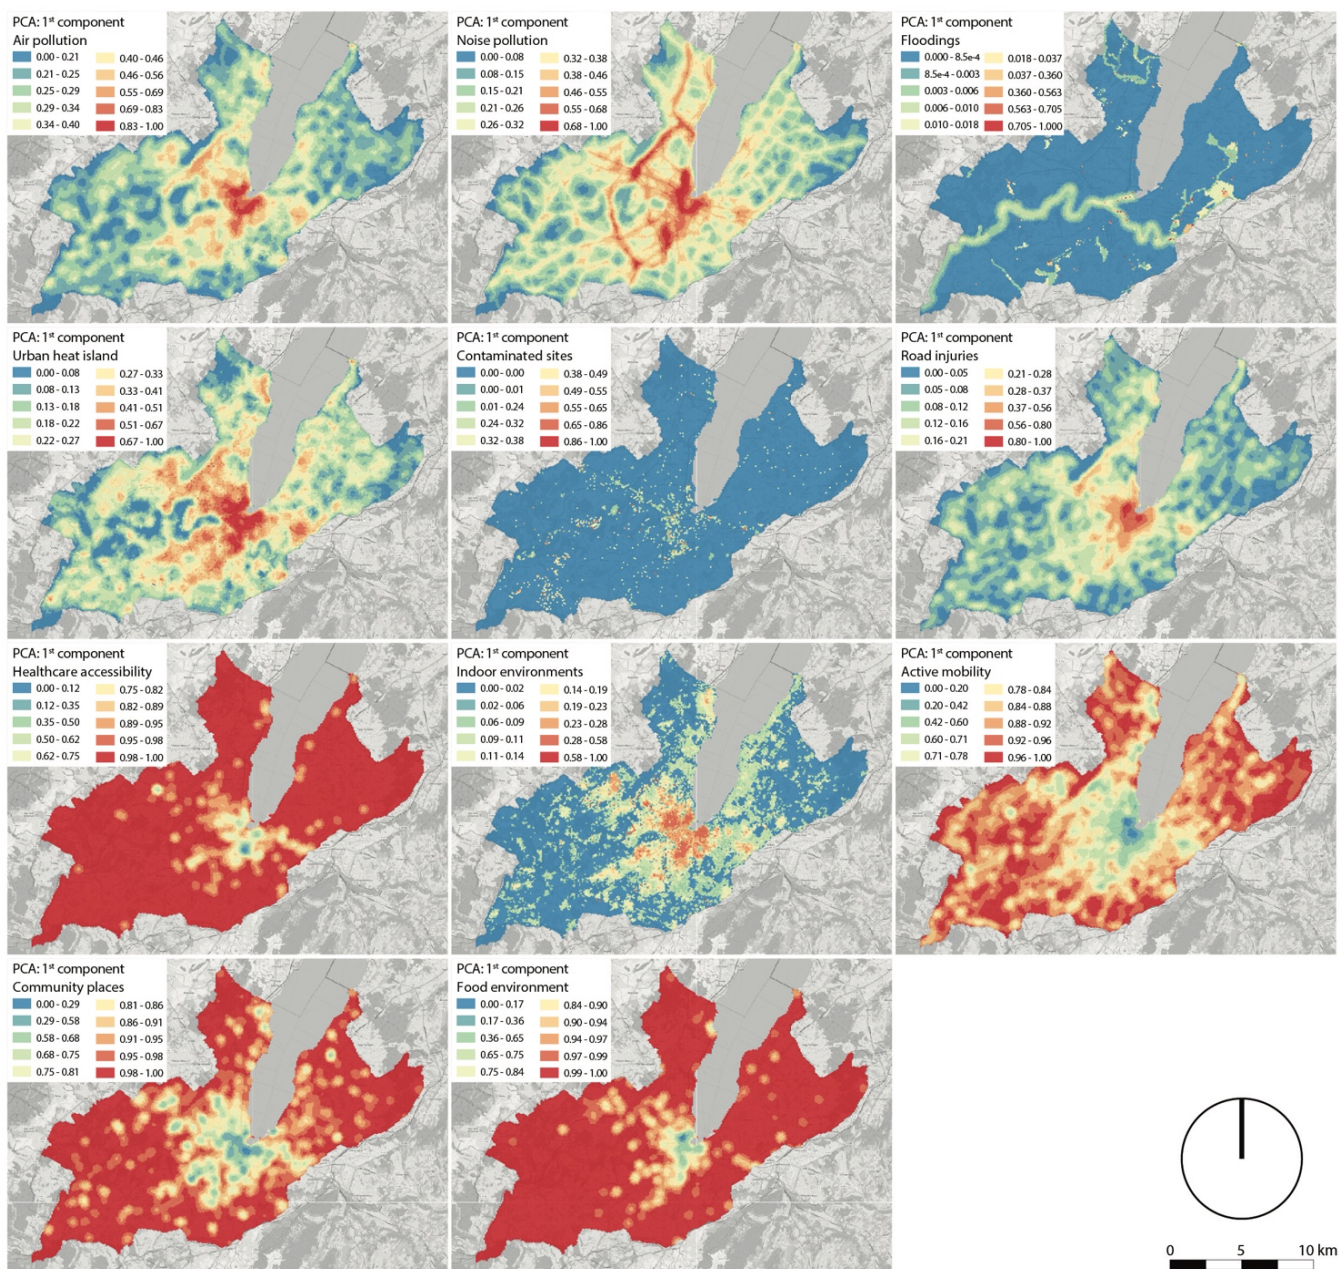 PCA: 1st component
Air pollution
0.00 - 0.21 0.40 - 0.46
0.21 - 0.25 0.46 - 0.56
0.25 - 0.29 0.55 - 0.69
0.29 - 0.34 0.69 - 0.83
0.34 - 0.40 0.83 - 1.00
PCA: 1st component
Noise pollution
0.00 - 0.08 0.32 - 0.38
0.08 - 0.15 0.38 - 0.46
0.15 - 0.21 0.46 - 0.55
0.21 - 0.26 0.55 - 0.68
0.26 - 0.32 0.68 - 1.00
PCA: 1st component
Floodings
0.000 - 8.5e-4 0.018 - 0.037
8.5e-4 - 0.003 0.037 - 0.360
0.003 - 0.006 0.360 - 0.563
0.006 - 0.010 0.563 - 0.705
0.010 - 0.018 0.705 - 1.000
PCA: 1st component
Urban heat island
0.00 - 0.08 0.27 - 0.33
0.08 - 0.13 0.33 - 0.41
0.13 - 0.18 0.41 - 0.51
0.18 - 0.22 0.51 - 0.67
0.22 - 0.27 0.67 - 1.00
PCA: 1st component
Contaminated sites
0.00 - 0.00 0.38 - 0.49
0.00 - 0.01 0.49 - 0.55
0.01 - 0.24 0.55 - 0.65
0.24 - 0.32 0.65 - 0.86
0.32 - 0.38 0.86 - 1.00
PCA: 1st component
Road injuries
0.00 - 0.05 0.21 - 0.28
0.05 - 0.08 0.28 - 0.37
0.08 - 0.12 0.37 - 0.56
0.12 - 0.16 0.56 - 0.80
0.16 - 0.21 0.80 - 1.00
PCA: 1st component
Healthcare accessibility
0.00 - 0.12 0.75 - 0.82
0.12 - 0.35 0.82 - 0.89
0.35 - 0.50 0.89 - 0.95
0.50 - 0.62 0.95 - 0.98
0.62 - 0.75 0.98 - 1.00
PCA: 1st component
Indoor environments
0.00 - 0.02 0.14 - 0.19
0.02 - 0.06 0.19 - 0.23
0.06 - 0.09 0.23 - 0.28
0.09 - 0.11 0.28 - 0.58
0.11 - 0.14 0.58 - 1.00
PCA: 1st component
Active mobility
0.00 - 0.20 0.78 - 0.84
0.20 - 0.42 0.84 - 0.88
0.42 - 0.60 0.88 - 0.92
0.60 - 0.71 0.92 - 0.96
0.71 - 0.78 0.96 - 1.00
PCA: 1st component
Community places
0.00 - 0.29 0.81 - 0.86
0.29 - 0.58 0.86 - 0.91
0.58 - 0.68 0.91 - 0.95
0.68 - 0.75 0.95 - 0.98
0.75 - 0.81 0.98 - 1.00
PCA: 1st component
Food environment
0.00 - 0.17 0.84 - 0.90
0.17 - 0.36 0.90 - 0.94
0.36 - 0.65 0.94 - 0.97
0.65 - 0.75 0.97 - 0.99
0.75 - 0.84 0.99 - 1.00
0 5 10 km